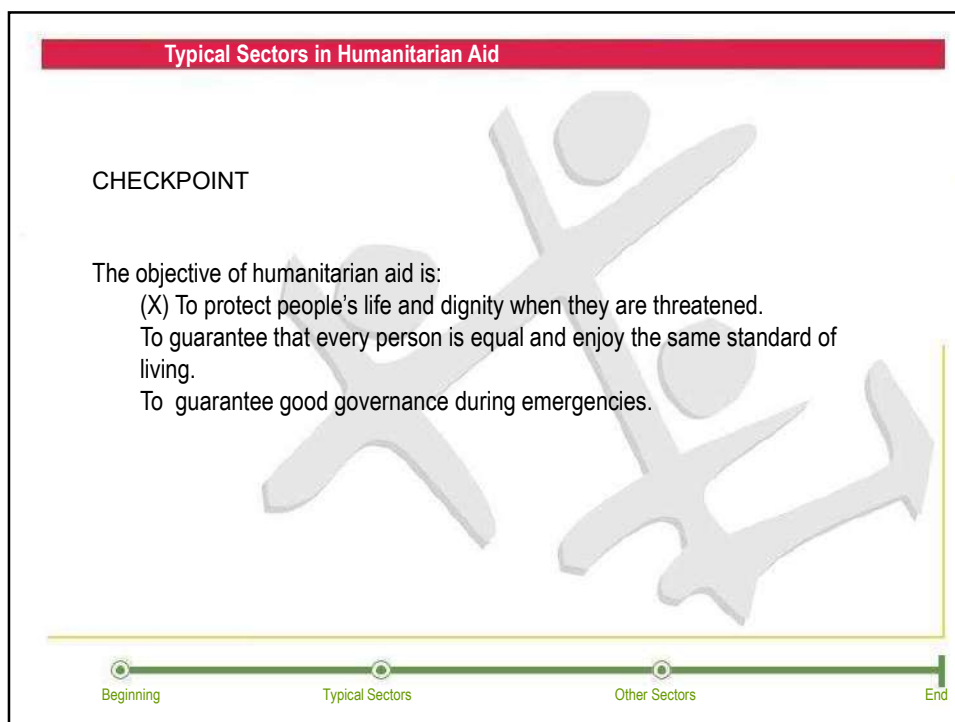 Typical Sectors in Humanitarian Aid
CHECKPOINT
The objective of humanitarian aid is:
(X) To protect people’s life and dignity when they are threatened.
To guarantee that every person is equal and enjoy the same standard of
living.
To  guarantee good governance during emergencies.
Beginning
Typical Sectors
Other Sectors
End